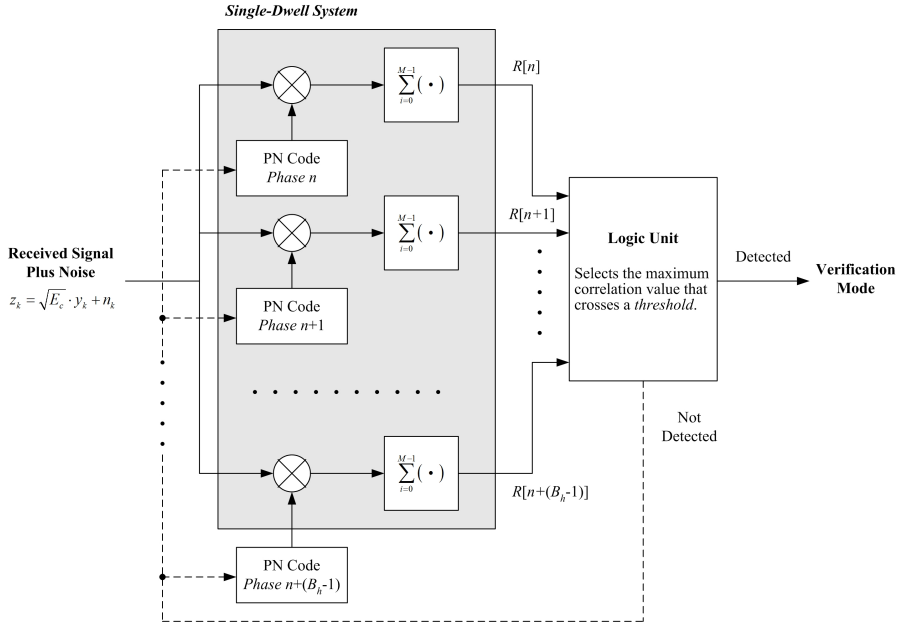 Single-Dwell System
R[n]
M-1
∑(•)
i=0
PN Code
Phase n
R[n+1]
M-1
∑(•)
i=0
Logic Unit
Received Signal
Plus Noise
z_k = √E_c · y_k + n_k
PN Code
Phase n+1
Selects the maximum
correlation value that
crosses a threshold.
Detected
Verification
Mode
Not
Detected
M-1
∑(•)
i=0
R[n+(B_h-1)]
PN Code
Phase n+(B_h-1)